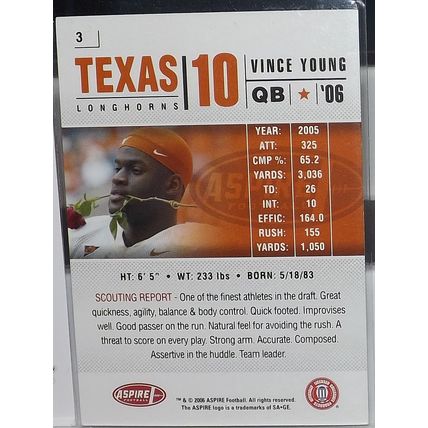 3
TEXAS
LONGHORNS
10
VINCE YOUNG
QB ★ '06
YEAR: 2005
ATT: 325
CMP %: 65.2
YARDS: 3,036
TD: 26
INT: 10
EFFIC: 164.0
RUSH: 155
YARDS: 1,050
ASPIRE
FOOTBALL
HT: 6' 5" • WT: 233 lbs • BORN: 5/18/83
SCOUTING REPORT - One of the finest athletes in the draft. Great
quickness, agility, balance & body control. Quick footed. Improvises
well. Good passer on the run. Natural feel for avoiding the rush. A
threat to score on every play. Strong arm. Accurate. Composed.
Assertive in the huddle. Team leader.
ASPIRE
FOOTBALL
™ & © 2006 ASPIRE Football. All rights reserved.
The ASPIRE logo is a trademarks of SA•GE.